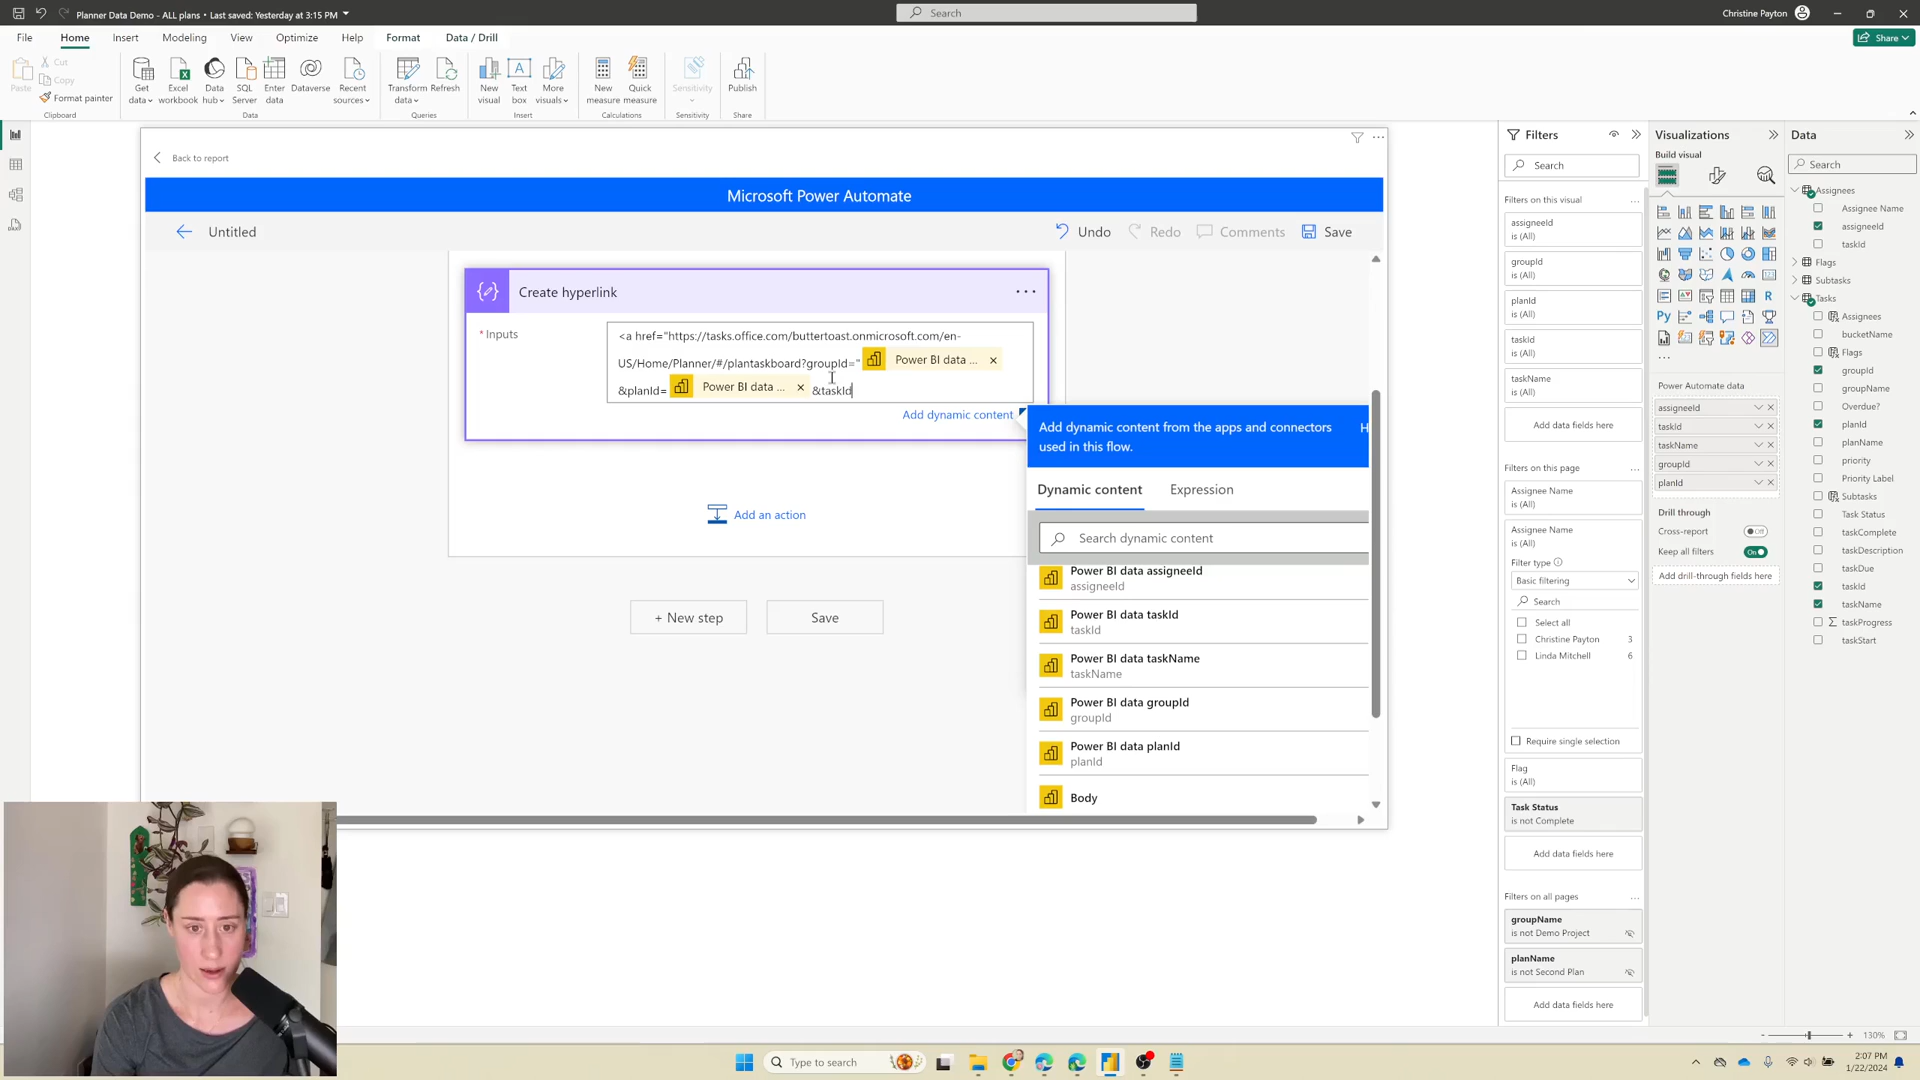 Planner Data Demo - ALL plans • Last saved: Yesterday at 3:15 PM
Search
Christine Payton
File
Home
Insert
Modeling
View
Optimize
Help
Format
Data / Drill
Share
Paste
Cut
Copy
Format painter
Clipboard
Get data
Excel workbook
Data hub
SQL Server
Enter data
Dataverse
Recent sources
Data
Transform data
Refresh
Queries
New visual
Text box
More visuals
Insert
New measure
Quick measure
Calculations
Sensitivity
Sensitivity
Publish
Share
Back to report
Microsoft Power Automate
Untitled
Undo
Redo
Comments
Save
Create hyperlink
* Inputs
<a href="https://tasks.office.com/buttertoast.onmicrosoft.com/en-
US/Home/Planner/#/plantaskboard?groupId=" Power BI data ... ×
&planId= Power BI data ... × &taskId
Add dynamic content
Add dynamic content from the apps and connectors
used in this flow.
H
Dynamic content
Expression
Search dynamic content
Power BI data assigneeId
assigneeId
Power BI data taskId
taskId
Power BI data taskName
taskName
Power BI data groupId
groupId
Power BI data planId
planId
Body
Add an action
+ New step
Save
Filters
Search
Filters on this visual
assigneeId
is (All)
groupId
is (All)
planId
is (All)
taskId
is (All)
taskName
is (All)
Add data fields here
Filters on this page
Assignee Name
is (All)
Assignee Name
is (All)
Filter type
Basic filtering
Search
Select all
Christine Payton 3
Linda Mitchell 6
Require single selection
Flag
is (All)
Task Status
is not Complete
Add data fields here
Filters on all pages
groupName
is not Demo Project
planName
is not Second Plan
Add data fields here
Visualizations
Build visual
Power Automate data
assigneeId
taskId
taskName
groupId
planId
Drill through
Cross-report
Off
Keep all filters
On
Add drill-through fields here
Data
Search
Assignees
Assignee Name
assigneeId
taskId
Flags
Subtasks
Tasks
Assignees
bucketName
Flags
groupId
groupName
Overdue?
planId
planName
priority
Priority Label
Subtasks
Task Status
taskComplete
taskDescription
taskDue
taskId
taskName
taskProgress
taskStart
130%
Type to search
2:07 PM
1/22/2024